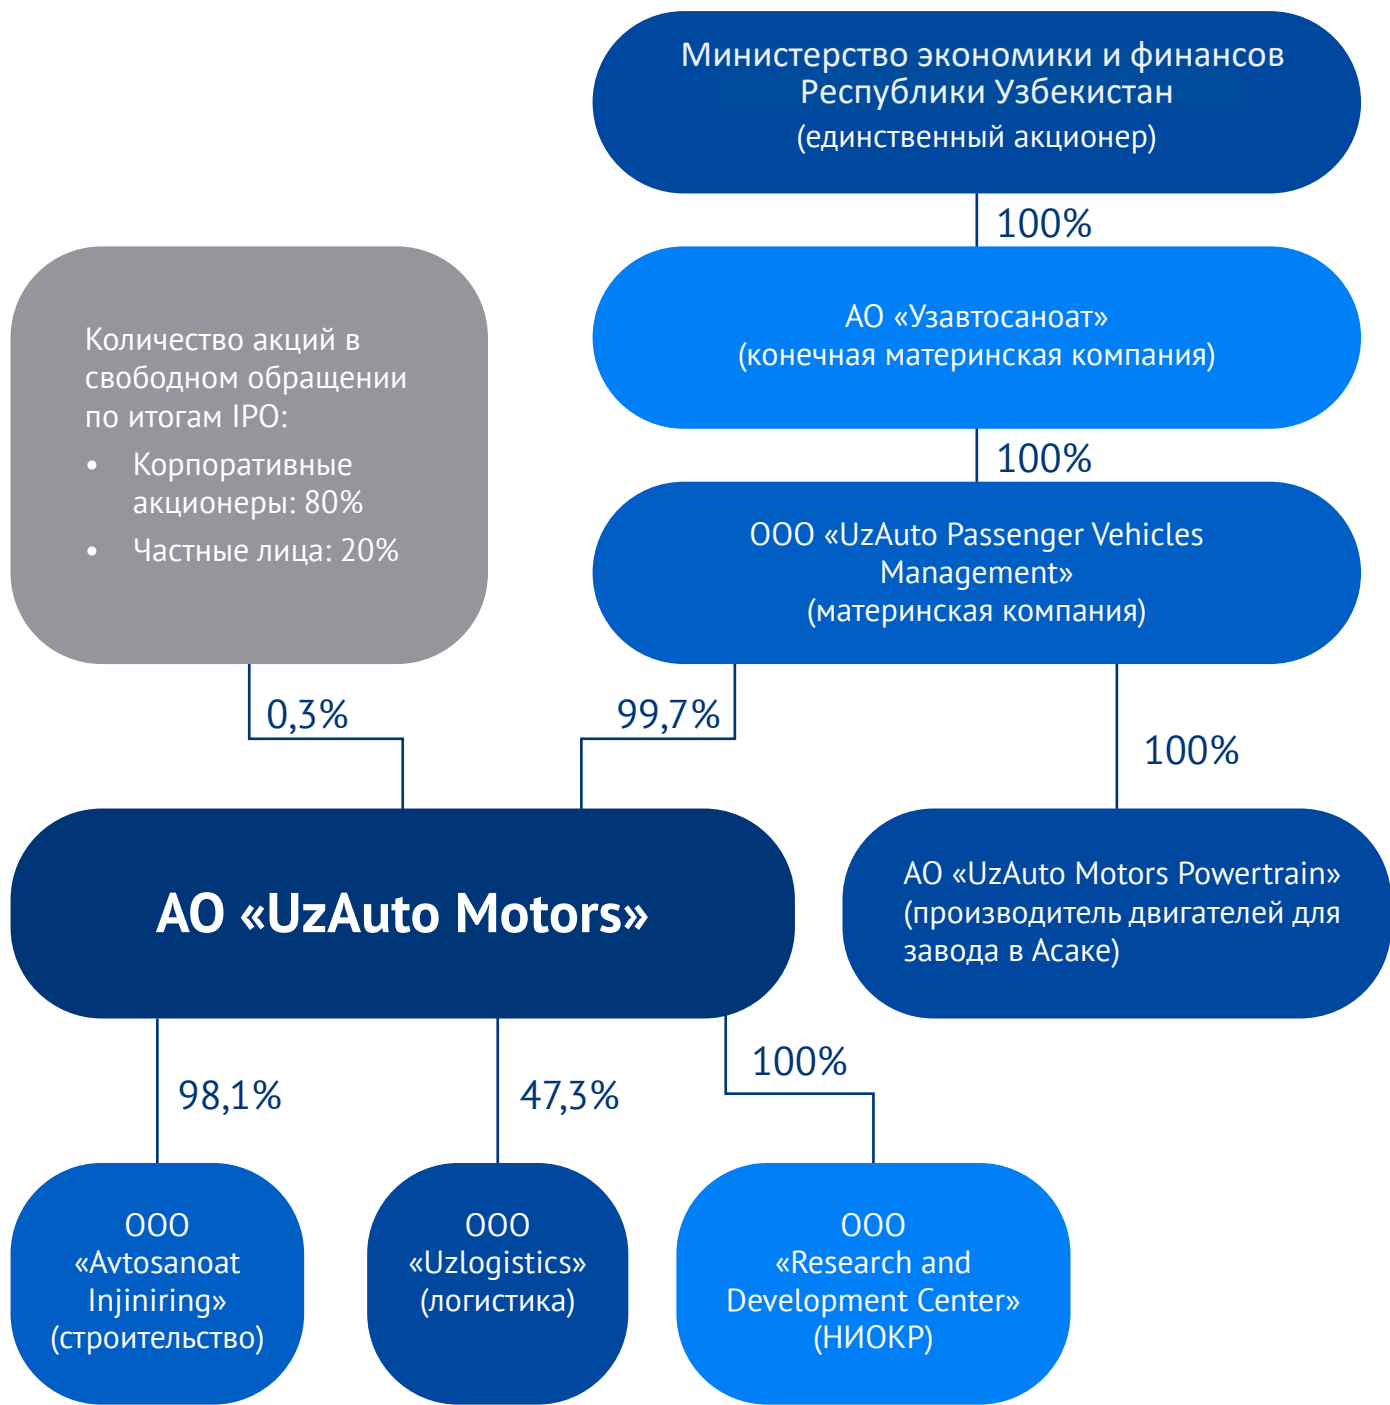 Министерство экономики и финансов
Республики Узбекистан
(единственный акционер)
100%
АО «Узавтосаноат»
(конечная материнская компания)
100%
ООО «UzAuto Passenger Vehicles
Management»
(материнская компания)
Количество акций в
свободном обращении
по итогам IPO:
• Корпоративные
акционеры: 80%
• Частные лица: 20%
0,3%
99,7%
100%
АО «UzAuto Motors»
АО «UzAuto Motors Powertrain»
(производитель двигателей для
завода в Асаке)
98,1%
47,3%
100%
ООО
«Avtosanoat
Injiniring»
(строительство)
ООО
«Uzlogistics»
(логистика)
ООО
«Research and
Development Center»
(НИОКР)